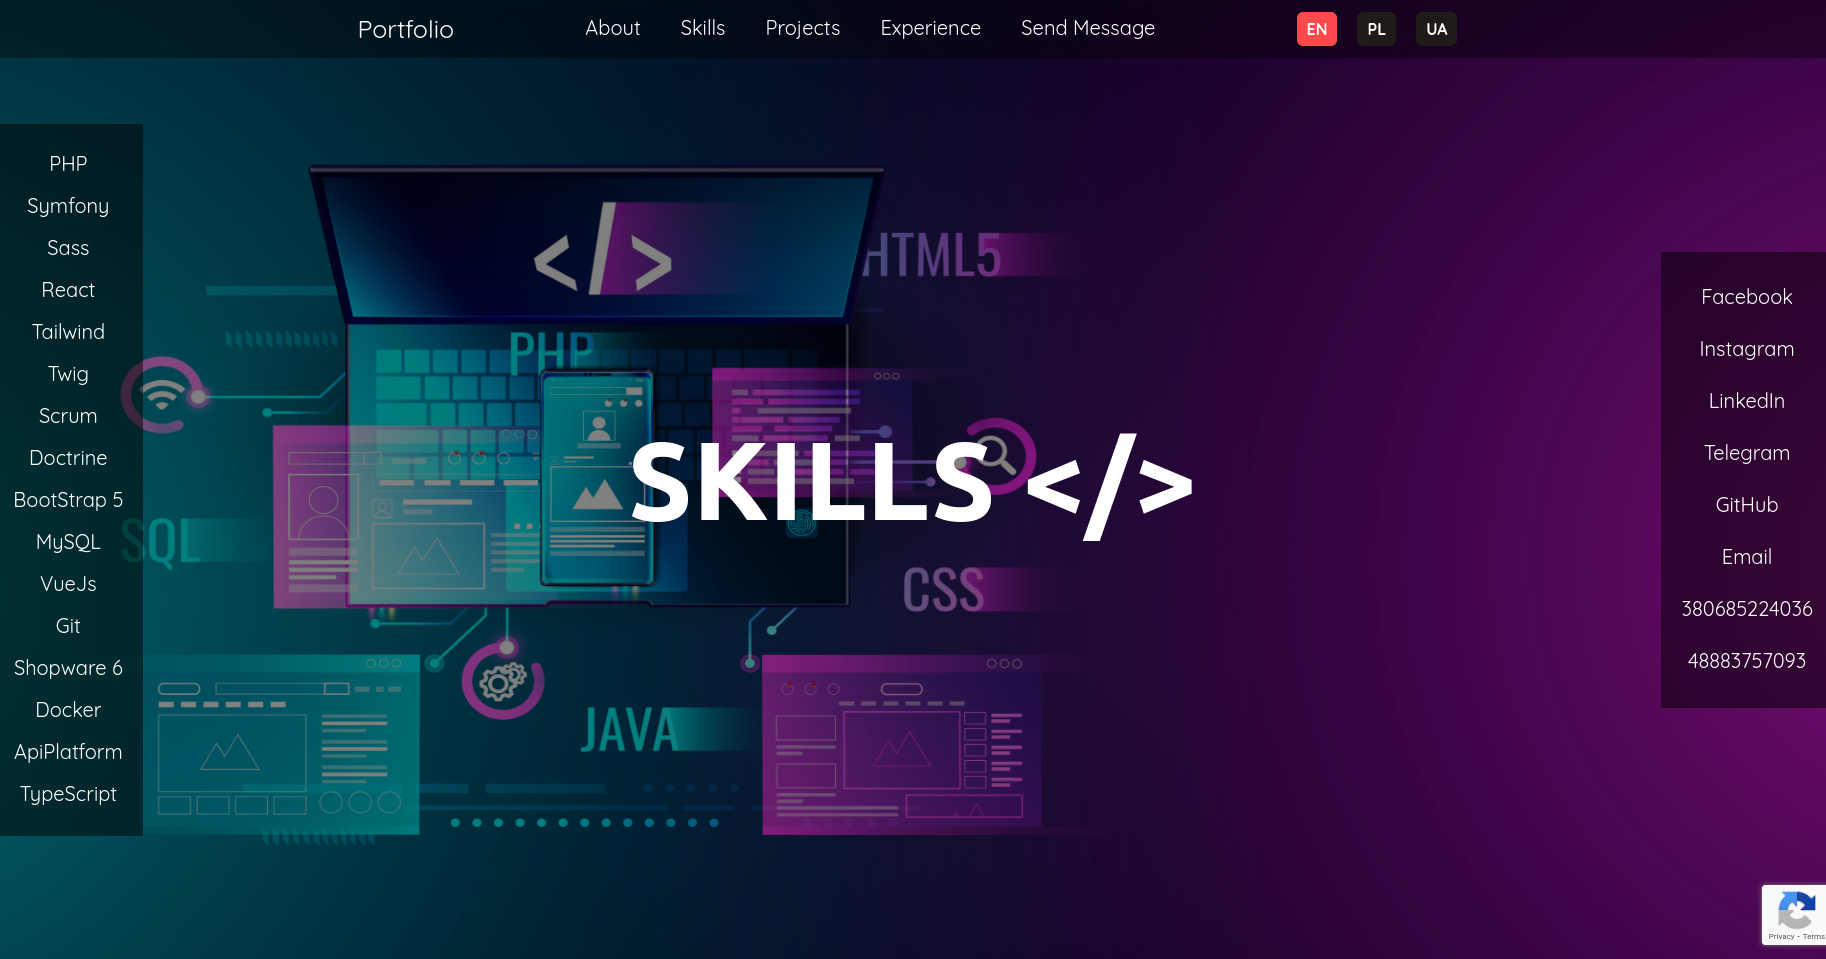 Portfolio
About
Skills
Projects
Experience
Send Message
EN
PL
UA
PHP
Symfony
Sass
React
Tailwind
Twig
Scrum
Doctrine
BootStrap 5
MySQL
VueJs
Git
Shopware 6
Docker
ApiPlatform
TypeScript
</>
HTML5
PHP
SKILLS </>
SQL
CSS
JAVA
Facebook
Instagram
LinkedIn
Telegram
GitHub
Email
380685224036
48883757093
Privacy - Terms